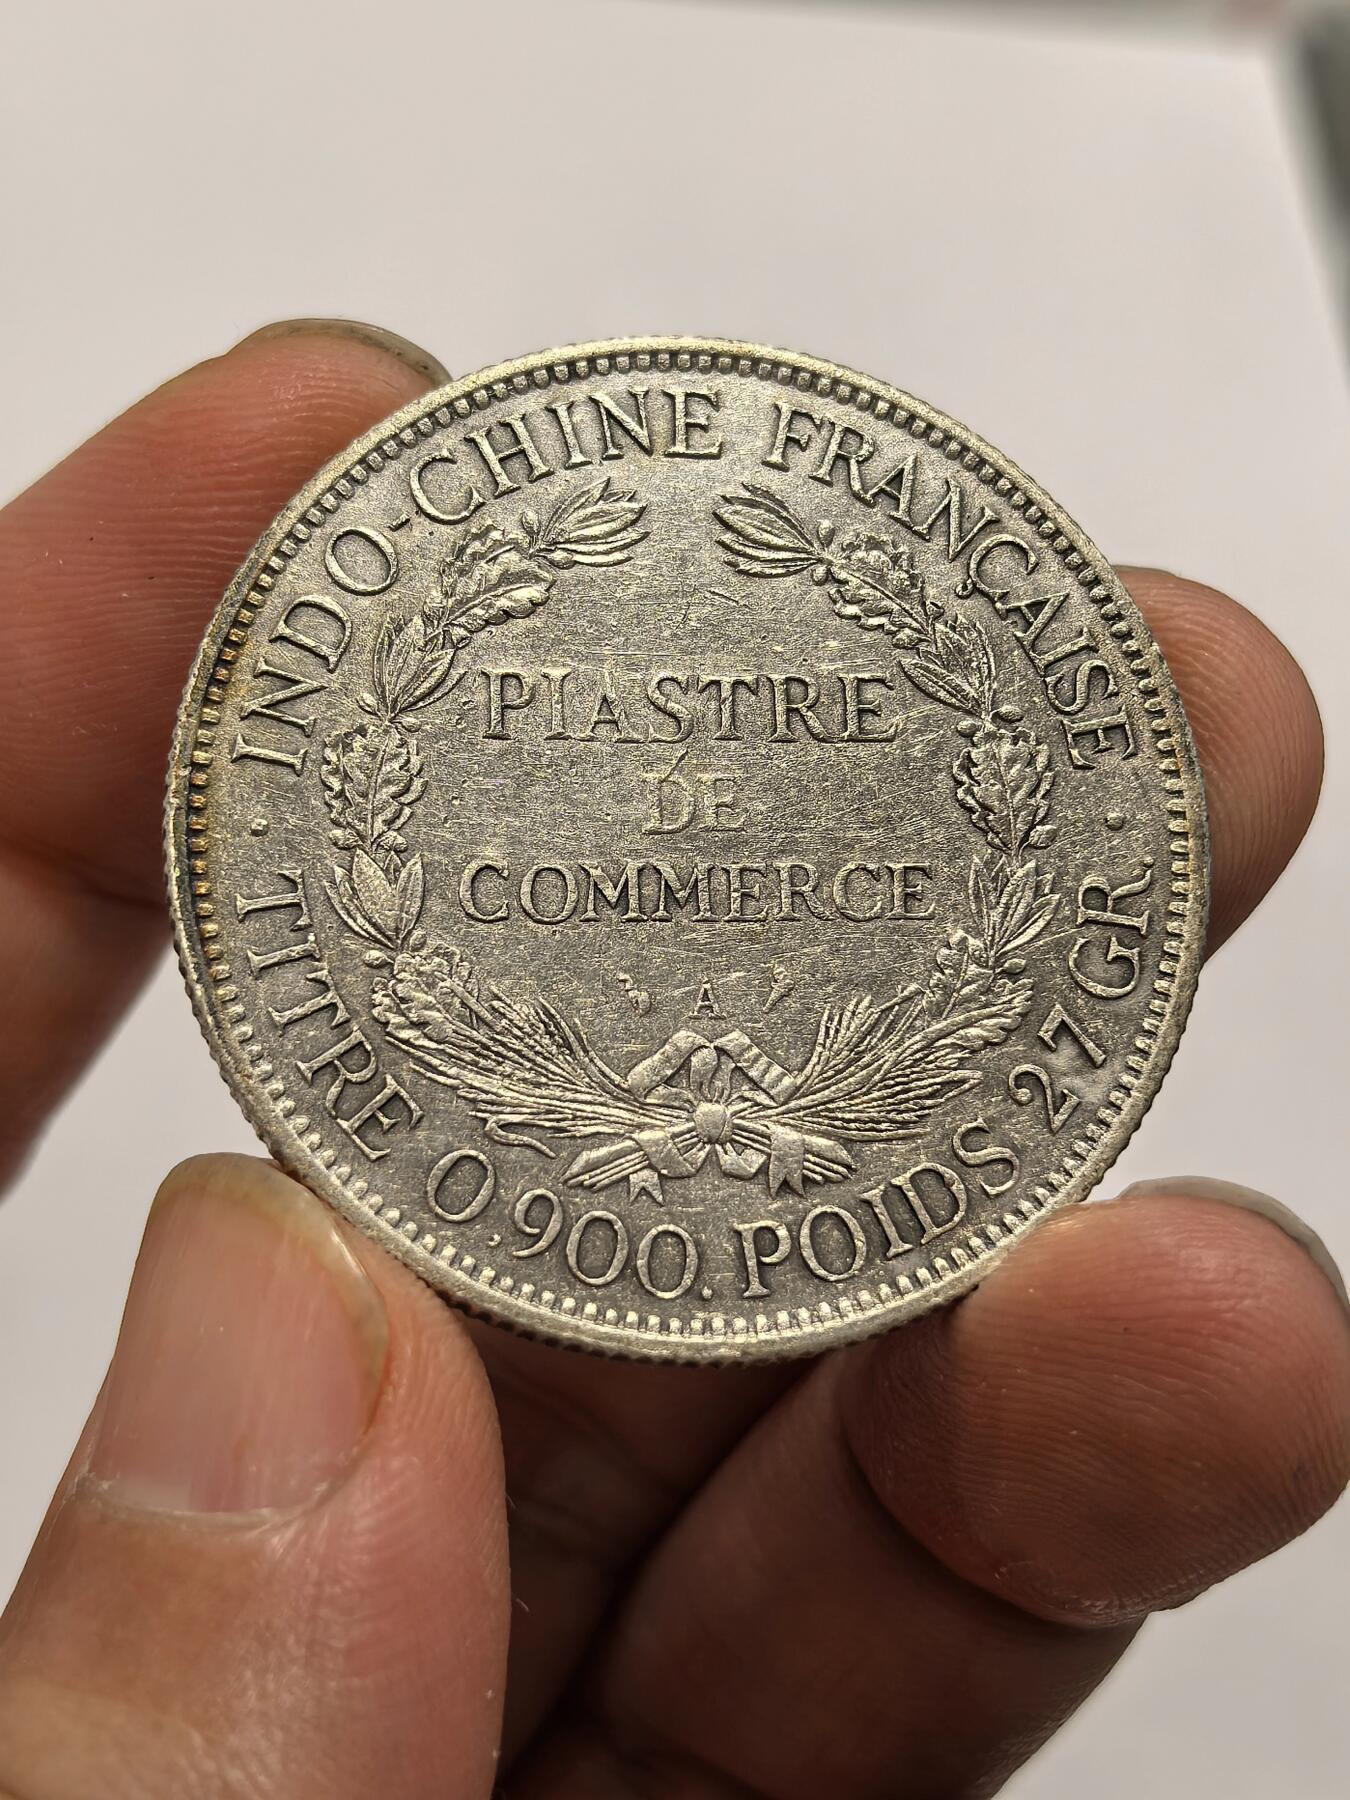 INDO-CHINE FRANÇAISE
PIASTRE
DE
COMMERCE
A
· TITRE 0,900. POIDS 27 GR. ·